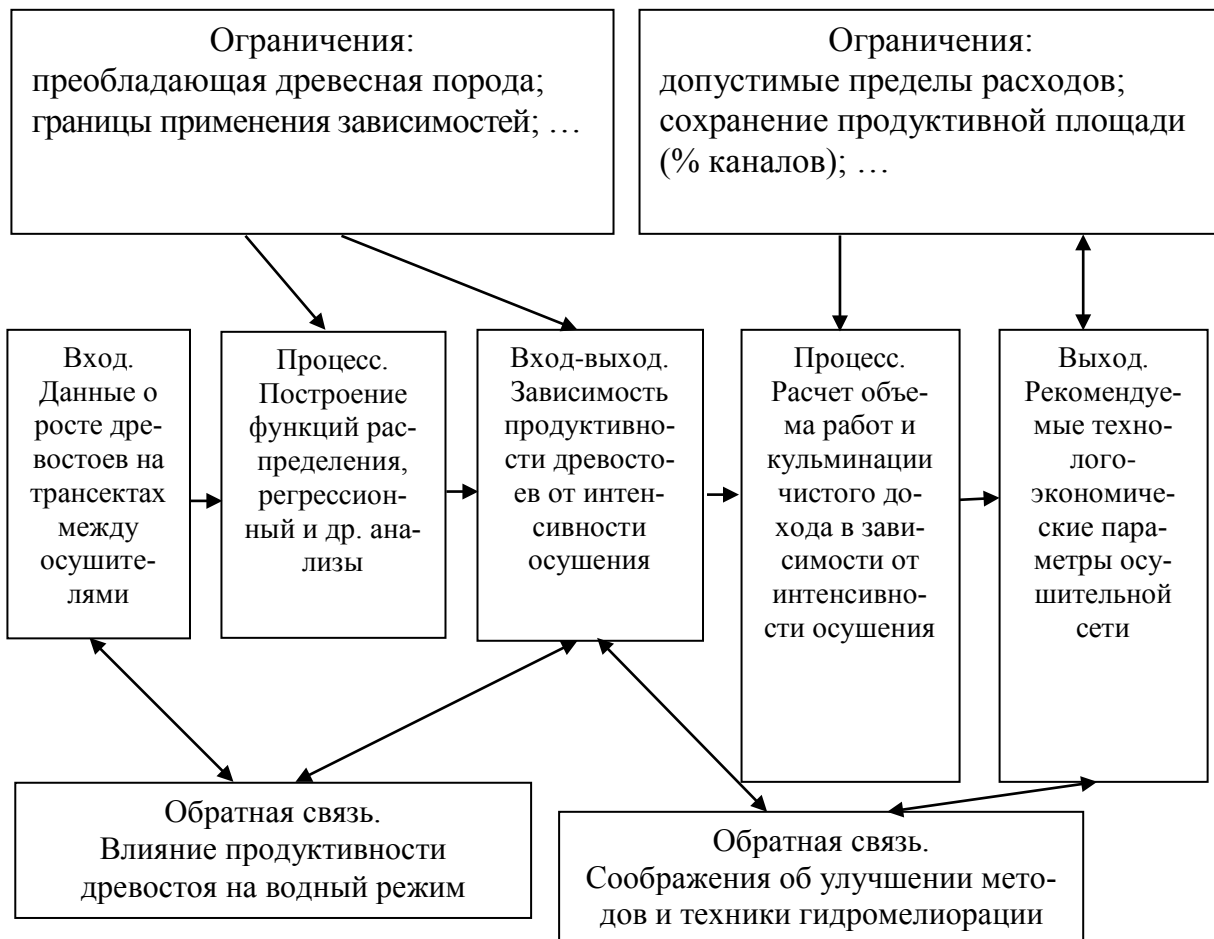 Ограничения:
преобладающая древесная порода;
границы применения зависимостей; …
Ограничения:
допустимые пределы расходов;
сохранение продуктивной площади
(% каналов); …
Вход.
Данные о
росте дре-
востоев на
трансектах
между
осушите-
лями
Процесс.
Построение
функций рас-
пределения,
регрессион-
ный и др. ана-
лизы
Вход-выход.
Зависимость
продуктивно-
сти древосто-
ев от интен-
сивности
осушения
Процесс.
Расчет объе-
ма работ и
кульминации
чистого до-
хода в зави-
симости от
интенсивно-
сти осушения
Выход.
Рекомендуе-
мые техно-
лого-
экономиче-
ские пара-
метры осу-
шительной
сети
Обратная связь.
Влияние продуктивности
древостоя на водный режим
Обратная связь.
Соображения об улучшении мето-
дов и техники гидромелиорации